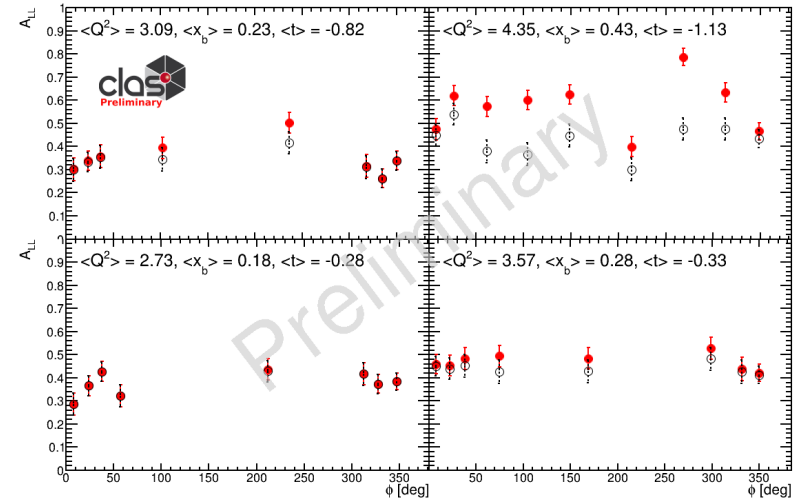 A_LL
<Q²> = 3.09, <x_b> = 0.23, <t> = -0.82
<Q²> = 4.35, <x_b> = 0.43, <t> = -1.13
clas
Preliminary
1
0.9
0.8
0.7
0.6
0.5
0.4
0.3
0.2
0.1
0
A_LL
<Q²> = 2.73, <x_b> = 0.18, <t> = -0.28
<Q²> = 3.57, <x_b> = 0.28, <t> = -0.33
0.9
0.8
0.7
0.6
0.5
0.4
0.3
0.2
0.1
0
0 50 100 150 200 250 300 350
φ [deg]
50 100 150 200 250 300 350
φ [deg]
Preliminary